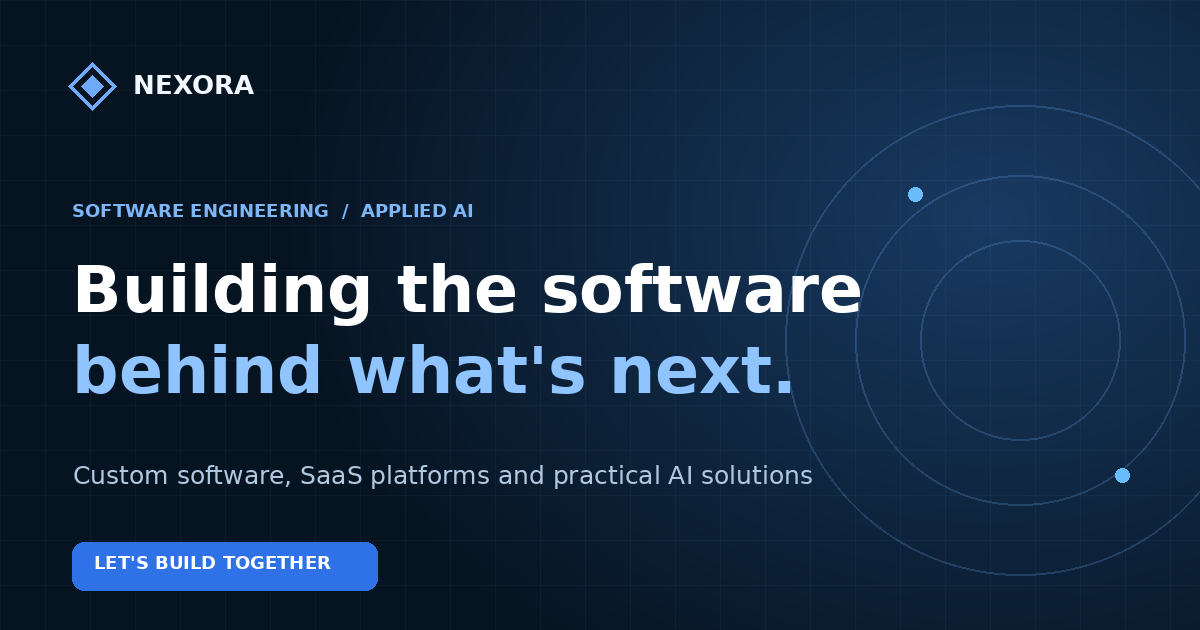 NEXORA
SOFTWARE ENGINEERING / APPLIED AI
Building the software
behind what's next.
Custom software, SaaS platforms and practical AI solutions
LET'S BUILD TOGETHER